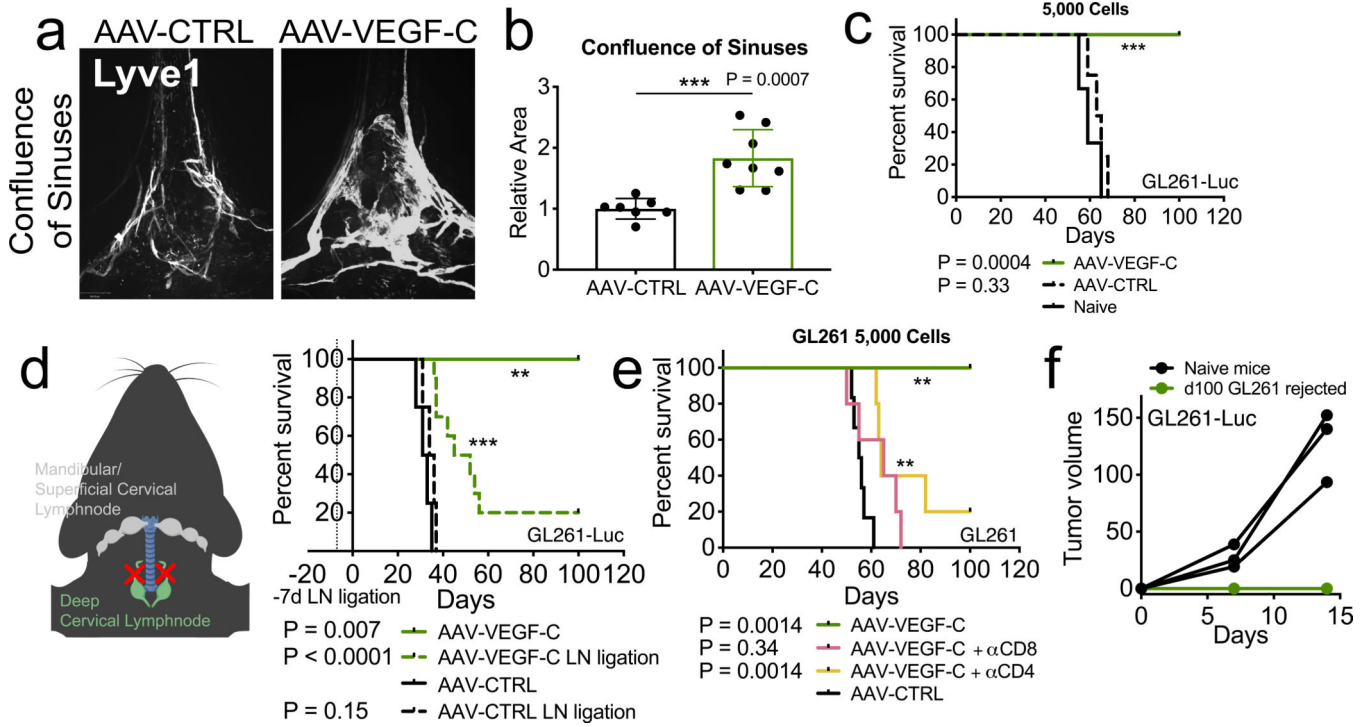 a
AAV-CTRL
AAV-VEGF-C
Lyve1
Confluence
of Sinuses
b
Confluence of Sinuses
*** P = 0.0007
Relative Area
3
2
1
0
AAV-CTRL AAV-VEGF-C
c
5,000 Cells
Percent survival
100
80
60
40
20
0
***
GL261-Luc
0 20 40 60 80 100 120
Days
P = 0.0004 AAV-VEGF-C
P = 0.33 AAV-CTRL
Naive
d
Mandibular/
Superficial Cervical
Lymphnode
Deep
Cervical Lymphnode
Percent survival
100
80
60
40
20
**
***
GL261-Luc
-20 0 20 40 60 80 100 120
-7d LN ligation
Days
P = 0.007 AAV-VEGF-C
P < 0.0001 AAV-VEGF-C LN ligation
AAV-CTRL
P = 0.15 AAV-CTRL LN ligation
e
GL261 5,000 Cells
Percent survival
100
80
60
40
20
0
**
**
GL261
0 20 40 60 80 100 120
Days
P = 0.0014 AAV-VEGF-C
P = 0.34 AAV-VEGF-C + αCD8
P = 0.0014 AAV-VEGF-C + αCD4
AAV-CTRL
f
Naive mice
d100 GL261 rejected
GL261-Luc
Tumor volume
150
100
50
0
0 5 10 15
Days